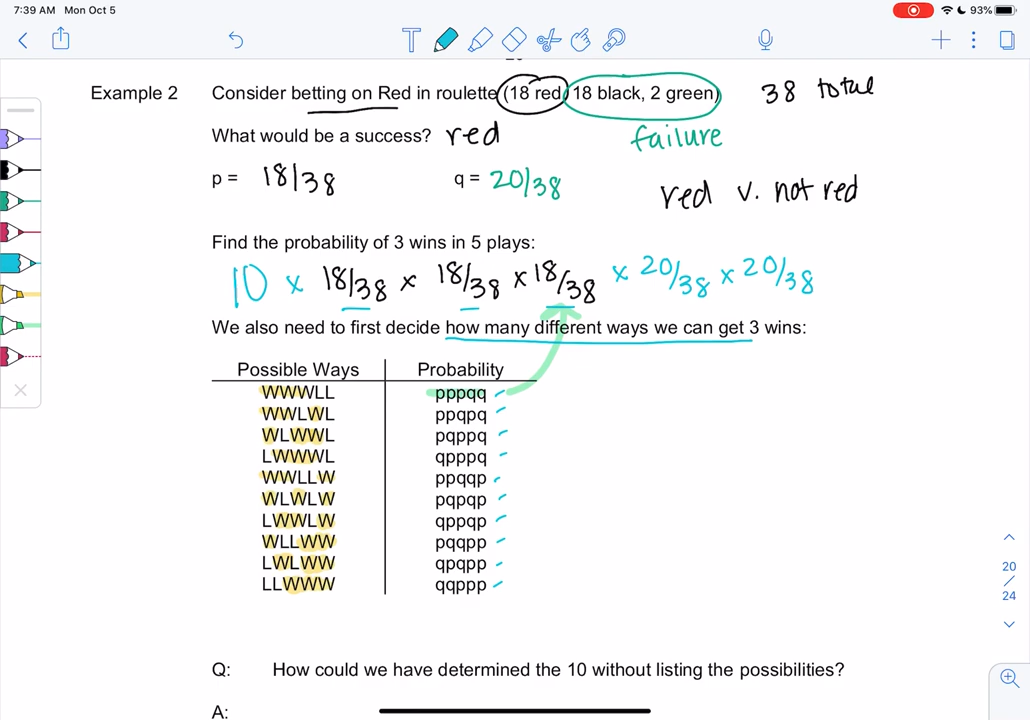 7:39 AM Mon Oct 5
93%
T
Example 2 Consider betting on Red in roulette (18 red, 18 black, 2 green) 38 total
What would be a success? red failure
p = 18/38 q = 20/38
red v. not red
Find the probability of 3 wins in 5 plays:
10 x 18/38 x 18/38 x 18/38 x 20/38 x 20/38
We also need to first decide how many different ways we can get 3 wins:
Possible Ways Probability
WWWLL pppqq
WWLWL ppqpq
WLWWL pqppq
LWWWL qpppq
WWLLW ppqqp
WLWLW pqpqp
LWWLW qppqp
WLLWW pqqpp
LWLWW qpqpp
LLWWW qqppp
20
/
24
Q: How could we have determined the 10 without listing the possibilities?
A: